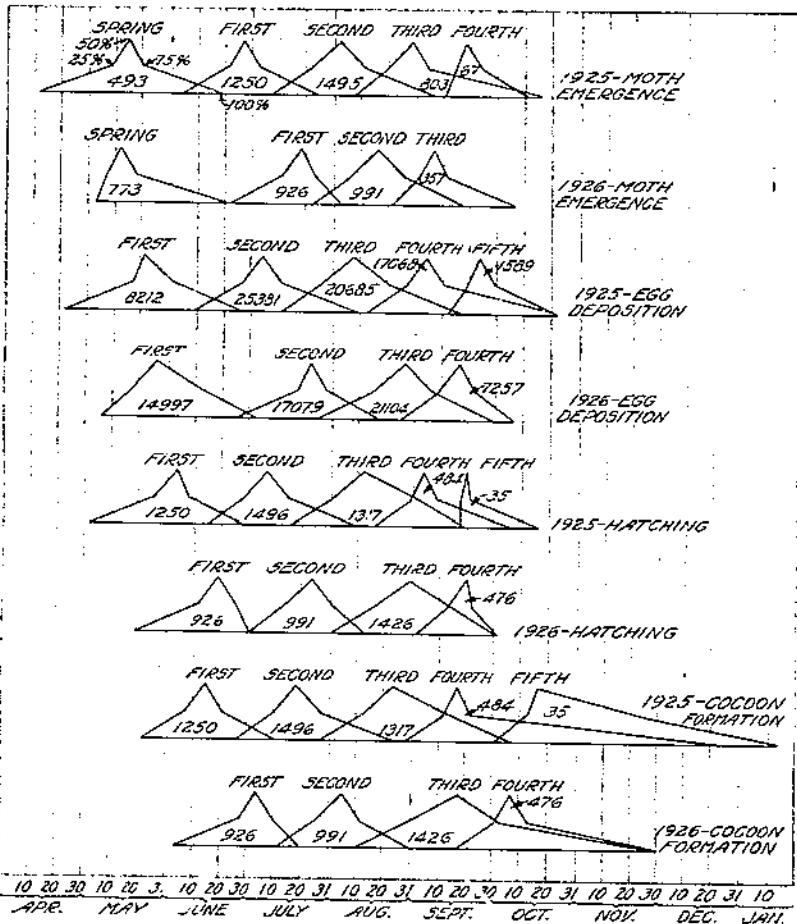 SPRING FIRST SECOND THIRD FOURTH
50%
25% 75%
493 1250 1495 803 67
100%
1925-MOTH
EMERGENCE
SPRING FIRST SECOND THIRD
773 926 991 357
1926-MOTH
EMERGENCE
FIRST SECOND THIRD FOURTH FIFTH
8212 25391 20685 17068 4589
1925-EGG
DEPOSITION
FIRST SECOND THIRD FOURTH
14997 17079 21104 7257
1926-EGG
DEPOSITION
FIRST SECOND THIRD FOURTH FIFTH
1250 1496 1317 484 35
1925-HATCHING
FIRST SECOND THIRD FOURTH
926 991 1426 476
1926-HATCHING
FIRST SECOND THIRD FOURTH FIFTH
1250 1496 1317 484 35
1925-COCOON
FORMATION
FIRST SECOND THIRD FOURTH
926 991 1426 476
1926-COCOON
FORMATION
10 20 30 10 20 3. 10 20 30 10 20 31 10 20 31 10 20 30 10 20 31 10 20 30 10 20 31 10
APR. MAY JUNE JULY AUG. SEPT. OCT. NOV. DEC. JAN.